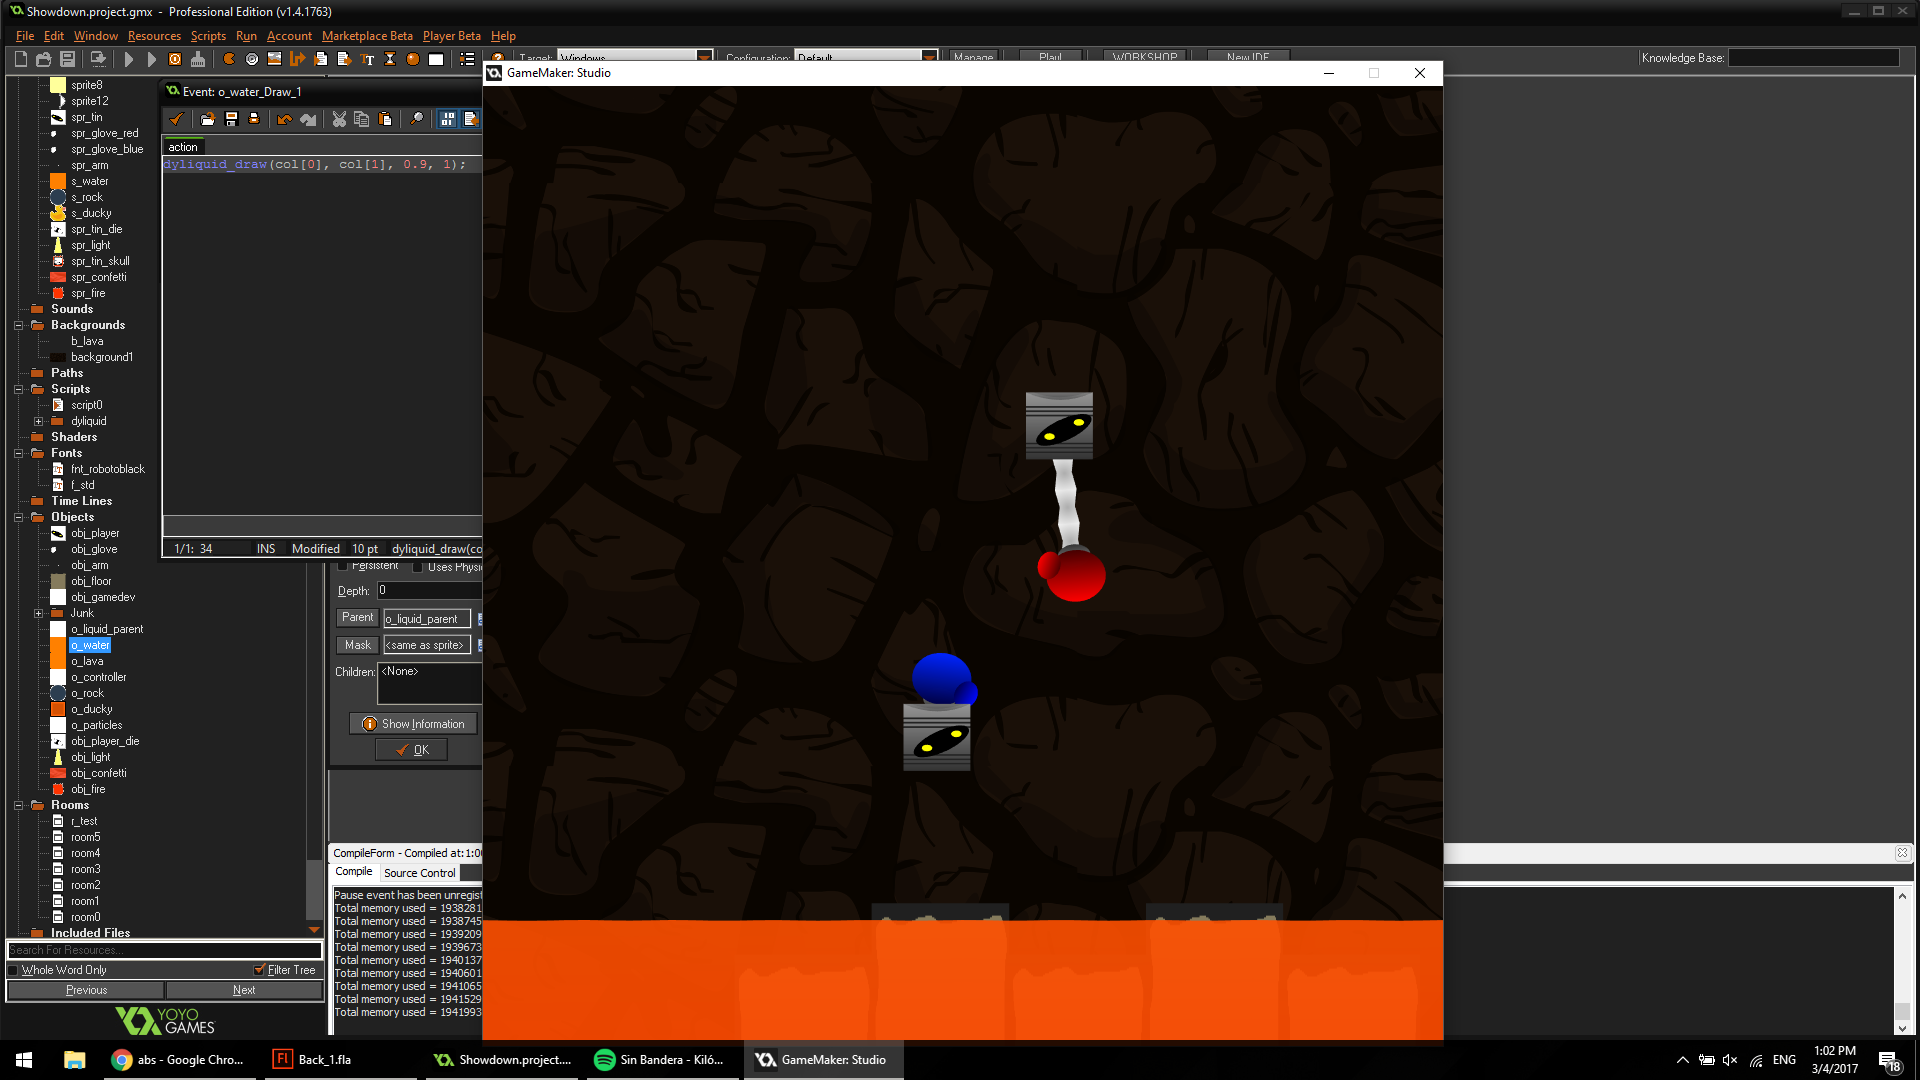 Showdown.project.gmx  -  Professional Edition (v1.4.1763)
File Edit Window Resources Scripts Run Account Marketplace Beta Player Beta Help
Target: Windows Configuration: Default Manage Play! WORKSHOP New IDE Knowledge Base:
GameMaker: Studio
sprite8
sprite12
spr_tin
spr_glove_red
spr_glove_blue
spr_arm
s_water
s_rock
s_ducky
spr_tin_die
spr_light
spr_tin_skull
spr_confetti
spr_fire
Sounds
Backgrounds
b_lava
background1
Paths
Scripts
script0
dyliquid
Shaders
Fonts
fnt_robotoblack
f_std
Time Lines
Objects
obj_player
obj_glove
obj_arm
obj_floor
obj_gamedev
Junk
o_liquid_parent
o_water
o_lava
o_controller
o_rock
o_ducky
o_particles
obj_player_die
obj_light
obj_confetti
obj_fire
Rooms
r_test
room5
room4
room3
room2
room1
room0
Included Files
Search For Resources...
Whole Word Only Filter Tree
Previous Next
YOYO
GAMES
Event: o_water_Draw_1
action
dyliquid_draw(col[0], col[1], 0.9, 1);
1/1: 34 INS Modified 10 pt dyliquid_draw(co
Persistent Uses Physi
Depth: 0
Parent o_liquid_parent
Mask <same as sprite>
Children: <None>
Show Information
OK
CompileForm - Compiled at: 1:0
Compile Source Control
Pause event has been unregist
Total memory used = 1938281
Total memory used = 1938745
Total memory used = 1939209
Total memory used = 1939673
Total memory used = 1940137
Total memory used = 1940601
Total memory used = 1941065
Total memory used = 1941529
Total memory used = 1941993
abs - Google Chro... Back_1.fla Showdown.project.... Sin Bandera - Kiló... GameMaker: Studio
ENG
1:02 PM
3/4/2017
18